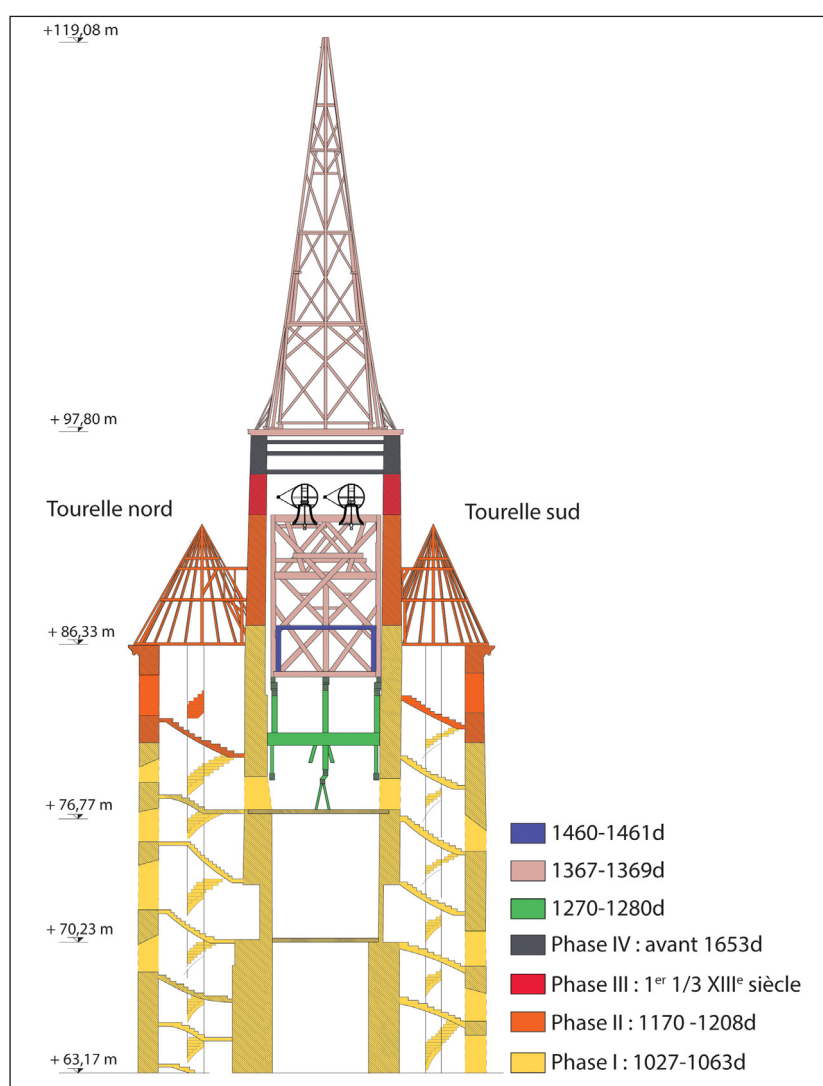 +119,08 m
+ 97,80 m
Tourelle nord
Tourelle sud
+ 86,33 m
+ 76,77 m
+ 70,23 m
+ 63,17 m
1460-1461d
1367-1369d
1270-1280d
Phase IV : avant 1653d
Phase III : 1er 1/3 XIIIe siècle
Phase II : 1170 -1208d
Phase I : 1027-1063d